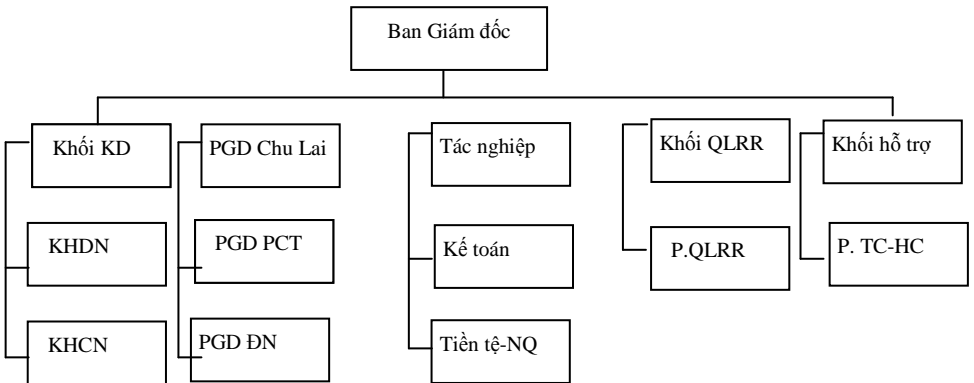 Ban Giám đốc
Khối KD
PGD Chu Lai
Tác nghiệp
Khối QLRR
Khối hỗ trợ
KHDN
PGD PCT
Kế toán
P.QLRR
P. TC-HC
KHCN
PGD ĐN
Tiền tệ-NQ